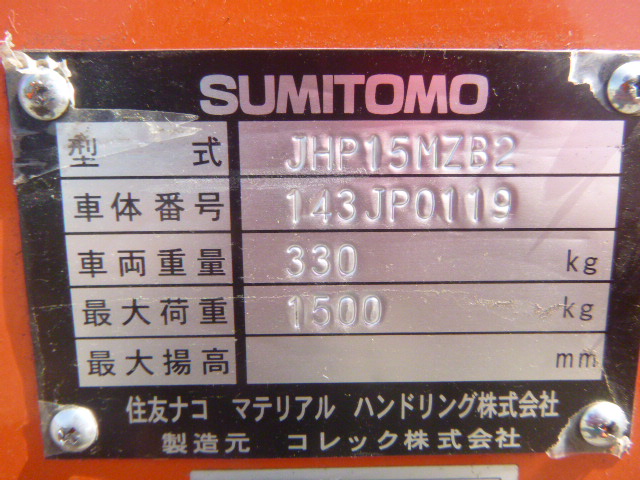 SUMITOMO
型 式 JHP15MZB2
車体番号 143JP0119
車両重量 330 kg
最大荷重 1500 kg
最大揚高 mm
住友ナコ マテリアル ハンドリング株式会社
製造元 コレック株式会社